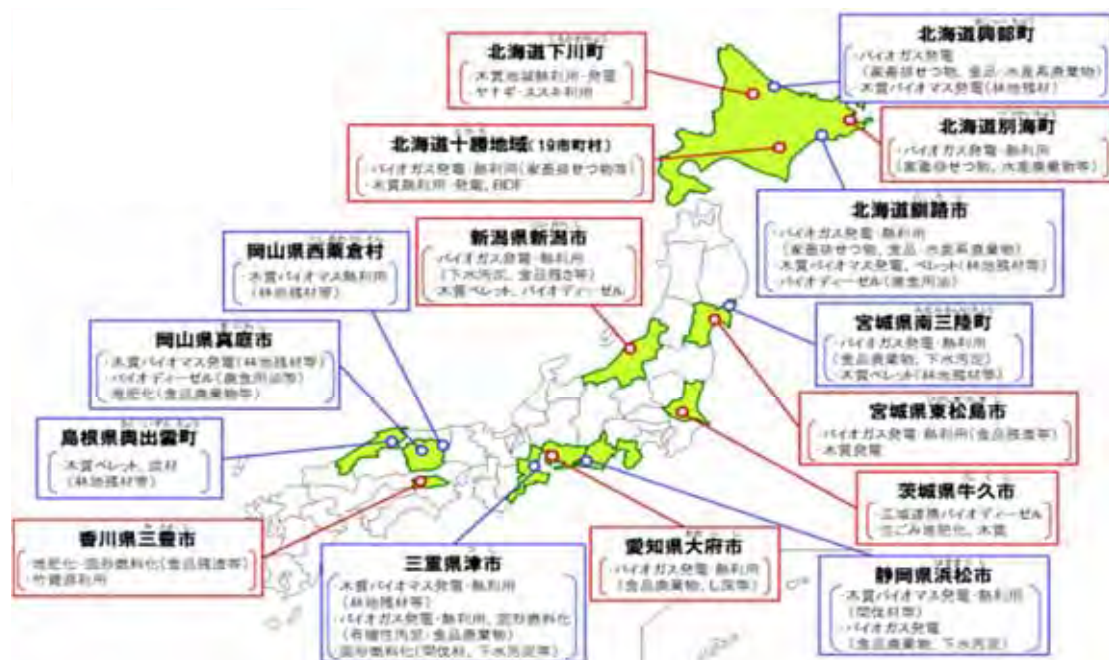 北海道下川町
・木質地域熱利用・発電
・ヤナギ・ススキ利用
北海道興部町
・バイオガス発電
(家畜排せつ物、食品・水産系廃棄物)
・木質バイオマス発電(林地残材)
北海道十勝地域(19市町村)
・バイオガス発電・熱利用(家畜排せつ物等)
・木質熱利用・発電、BDF
北海道別海町
・バイオガス発電・熱利用
(家畜排せつ物、水産廃棄物等)
北海道釧路市
・バイオガス発電・熱利用
(家畜排せつ物、食品・水産系廃棄物)
・木質バイオマス発電、ペレット(林地残材等)
・バイオディーゼル(廃食用油)
新潟県新潟市
・バイオガス発電・熱利用
(下水汚泥、食品残さ等)
・木質ペレット、バイオディーゼル
岡山県西粟倉村
・木質バイオマス熱利用
(林地残材等)
岡山県真庭市
・木質バイオマス発電(林地残材等)
・バイオディーゼル(廃食用油等)
・堆肥化(食品廃棄物等)
島根県奥出雲町
・木質ペレット、
(林地残材等)
香川県三豊市
・堆肥化・固形燃料化(食品残渣等)
・竹資源利用
宮城県南三陸町
・バイオガス発電・熱利用
(食品廃棄物、下水汚泥)
・木質ペレット(林地残材等)
宮城県東松島市
・バイオガス発電・熱利用(食品残渣等)
・木質発電
茨城県牛久市
・広域連携バイオディーゼル
・生ごみ堆肥化、木質
三重県津市
・木質バイオマス発電・熱利用
(林地残材等)
・バイオガス発電・熱利用、固形燃料化
(有機性汚泥・食品廃棄物)
・固形燃料化(間伐材、下水汚泥等)
愛知県大府市
・バイオガス発電・熱利用
(食品廃棄物、し尿等)
静岡県浜松市
・木質バイオマス発電・熱利用
(間伐材等)
・バイオガス発電
(食品廃棄物、下水汚泥)